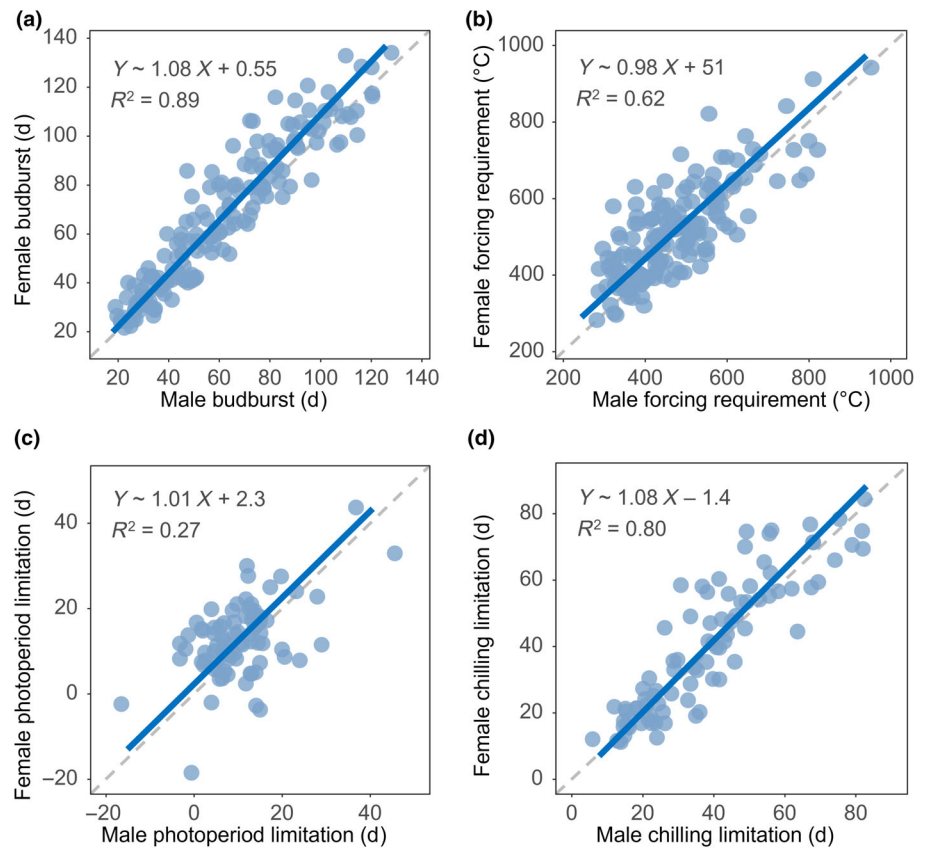 (a)
Female budburst (d)
140
120
100
80
60
40
20
Y ~ 1.08 X + 0.55
R² = 0.89
20 40 60 80 100 120 140
Male budburst (d)
(b)
Female forcing requirement (°C)
1000
800
600
400
200
Y ~ 0.98 X + 51
R² = 0.62
200 400 600 800 1000
Male forcing requirement (°C)
(c)
Female photoperiod limitation (d)
40
20
0
−20
Y ~ 1.01 X + 2.3
R² = 0.27
−20 0 20 40
Male photoperiod limitation (d)
(d)
Female chilling limitation (d)
80
60
40
20
0
Y ~ 1.08 X – 1.4
R² = 0.80
0 20 40 60 80
Male chilling limitation (d)